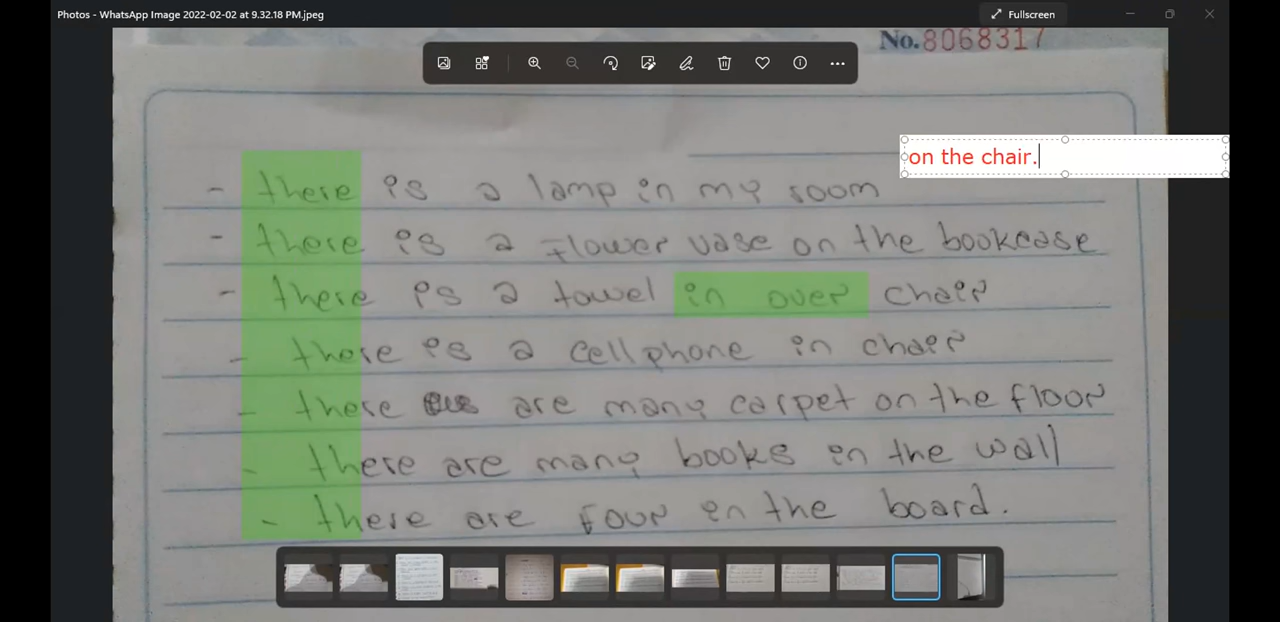 Photos - WhatsApp Image 2022-02-02 at 9.32.18 PM.jpeg
Fullscreen
No. 8068317
on the chair.
- there is a lamp in my room
- there is a flower vase on the bookcase
- there is a towel in over chair
- there is a cellphone in chair
- there are many carpet on the floor
- there are many books in the wall
- there are four in the board.